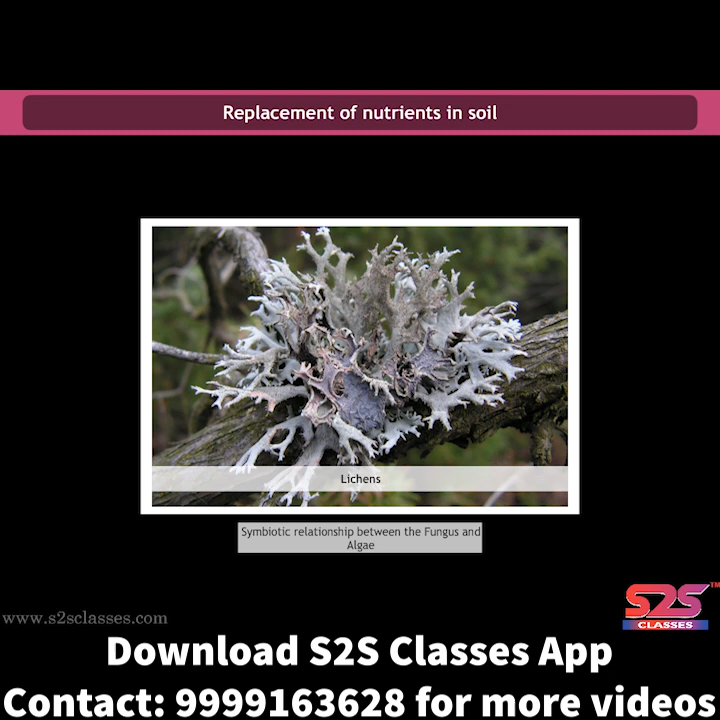 Replacement of nutrients in soil
Lichens
Symbiotic relationship between the Fungus and
Algae
S2S TM
CLASSES
www.s2sclasses.com
Download S2S Classes App
Contact: 9999163628 for more videos